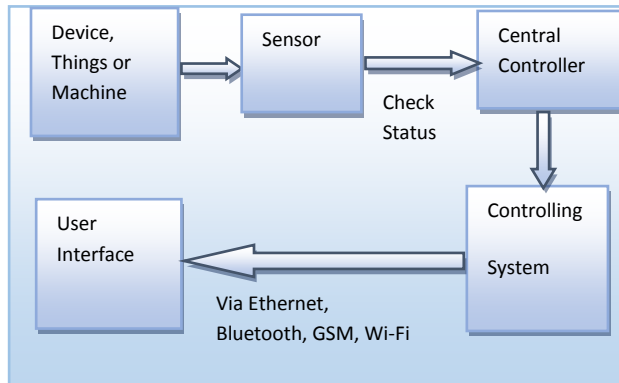 Device,
Things or
Machine
Sensor
Check
Status
Central
Controller
Controlling
System
User
Interface
Via Ethernet,
Bluetooth, GSM, Wi-Fi